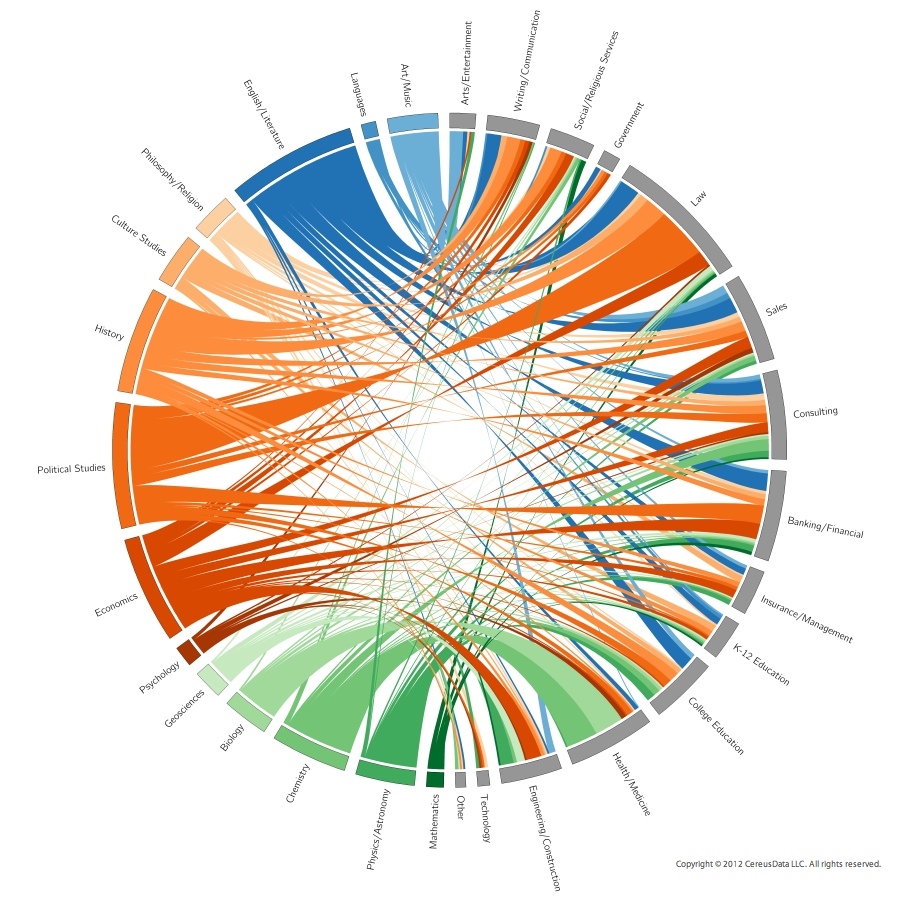 Arts/Entertainment
Writing/Communication
Social/Religious Services
Government
Law
Sales
Consulting
Banking/Financial
Insurance/Management
K-12 Education
College Education
Health/Medicine
Engineering/Construction
Technology
Other
Mathematics
Physics/Astronomy
Chemistry
Biology
Geosciences
Psychology
Economics
Political Studies
History
Culture Studies
Philosophy/Religion
English/Literature
Languages
Art/Music
Copyright © 2012 CereusData LLC. All rights reserved.